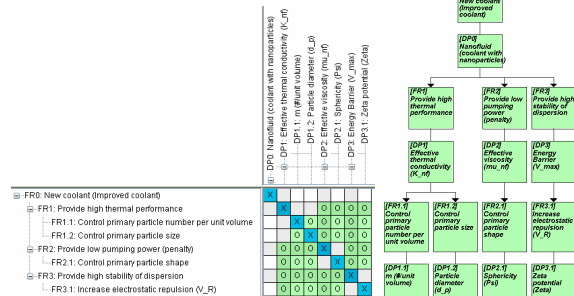 DP0: Nanofluid (coolant with nanoparticles)
DP1: Effective thermal conductivity (K_nf)
DP1.1: m (#/unit volume)
DP1.2: Particle diameter (d_p)
DP2: Effective viscosity (mu_nf)
DP2.1: Sphericity (Psi)
DP3: Energy Barrier (V_max)
DP3.1: Zeta potential (Zeta)
FR0: New coolant (Improved coolant)
X
FR1: Provide high thermal performance
X O O O O
FR1.1: Control primary particle number per unit volume
X O O O O O
FR1.2: Control primary particle size
O X O O O O
FR2: Provide low pumping power (penalty)
O O O X O O
FR2.1: Control primary particle shape
O O O X O O
FR3: Provide high stability of dispersion
O O O O O X
FR3.1: Increase electrostatic repulsion (V_R)
O O O O O X
New coolant
(Improved
coolant)
[DP0]
Nanofluid
(coolant with
nanoparticles)
[FR1]
Provide high
thermal
performance
[FR2]
Provide low
pumping
power
(penalty)
[FR3]
Provide high
stability of
dispersion
[DP1]
Effective
thermal
conductivity
(K_nf)
[DP2]
Effective
viscosity
(mu_nf)
[DP3]
Energy
Barrier
(V_max)
[FR1.1]
Control
primary
particle
number per
unit volume
[FR1.2]
Control
primary
particle size
[FR2.1]
Control
primary
particle
shape
[FR3.1]
Increase
electrostatic
repulsion
(V_R)
[DP1.1]
m (#/unit
volume)
[DP1.2]
Particle
diameter
(d_p)
[DP2.1]
Sphericity
(Psi)
[DP3.1]
Zeta
potential
(Zeta)